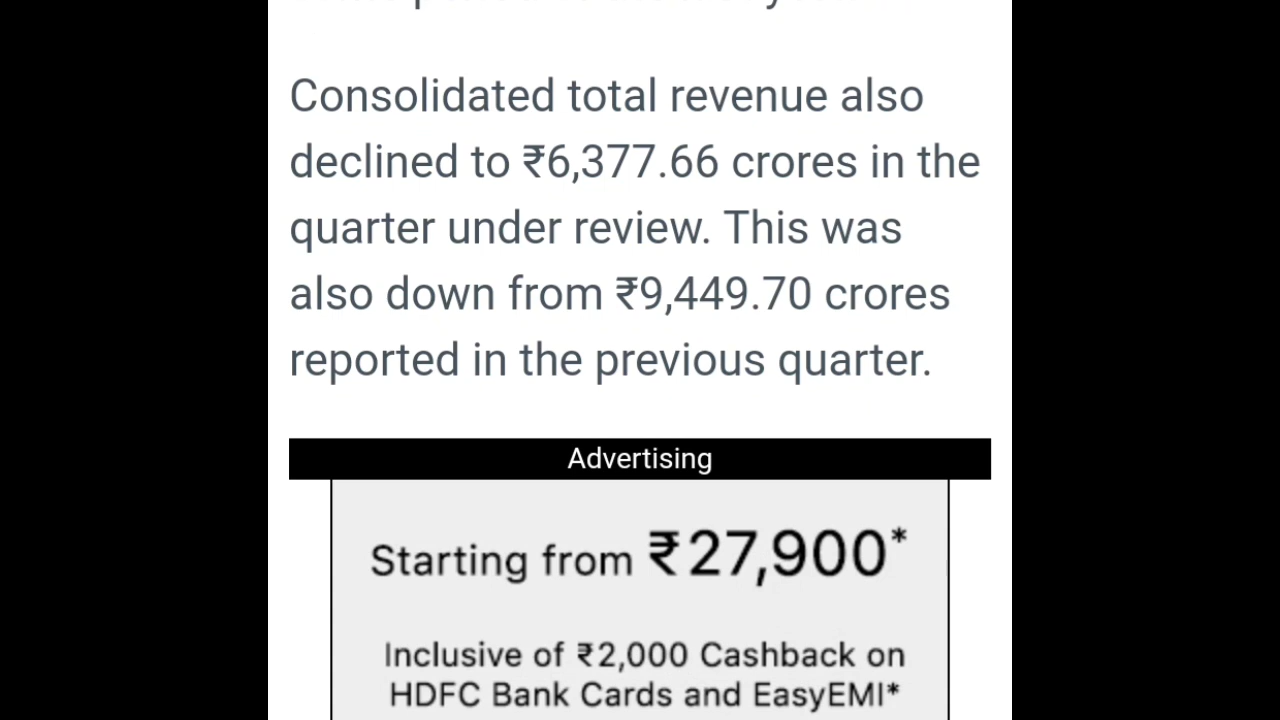 Consolidated total revenue also
declined to ₹6,377.66 crores in the
quarter under review. This was
also down from ₹9,449.70 crores
reported in the previous quarter.
Advertising
Starting from ₹27,900*
Inclusive of ₹2,000 Cashback on
HDFC Bank Cards and EasyEMI*